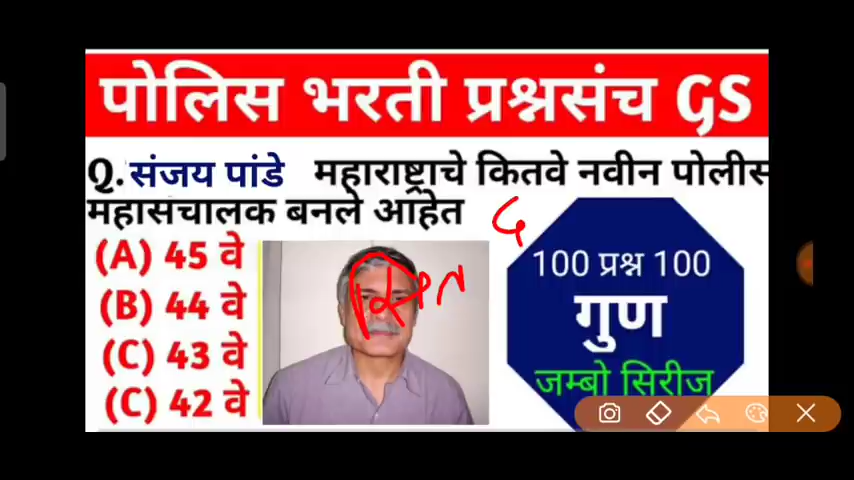 पोलिस भरती प्रश्नसंच GS
Q. संजय पांडे महाराष्ट्राचे कितवे नवीन पोलीस
महासंचालक बनले आहेत
(A) 45 वे
(B) 44 वे
(C) 43 वे
(C) 42 वे
100 प्रश्न 100
गुण
जम्बो सिरीज